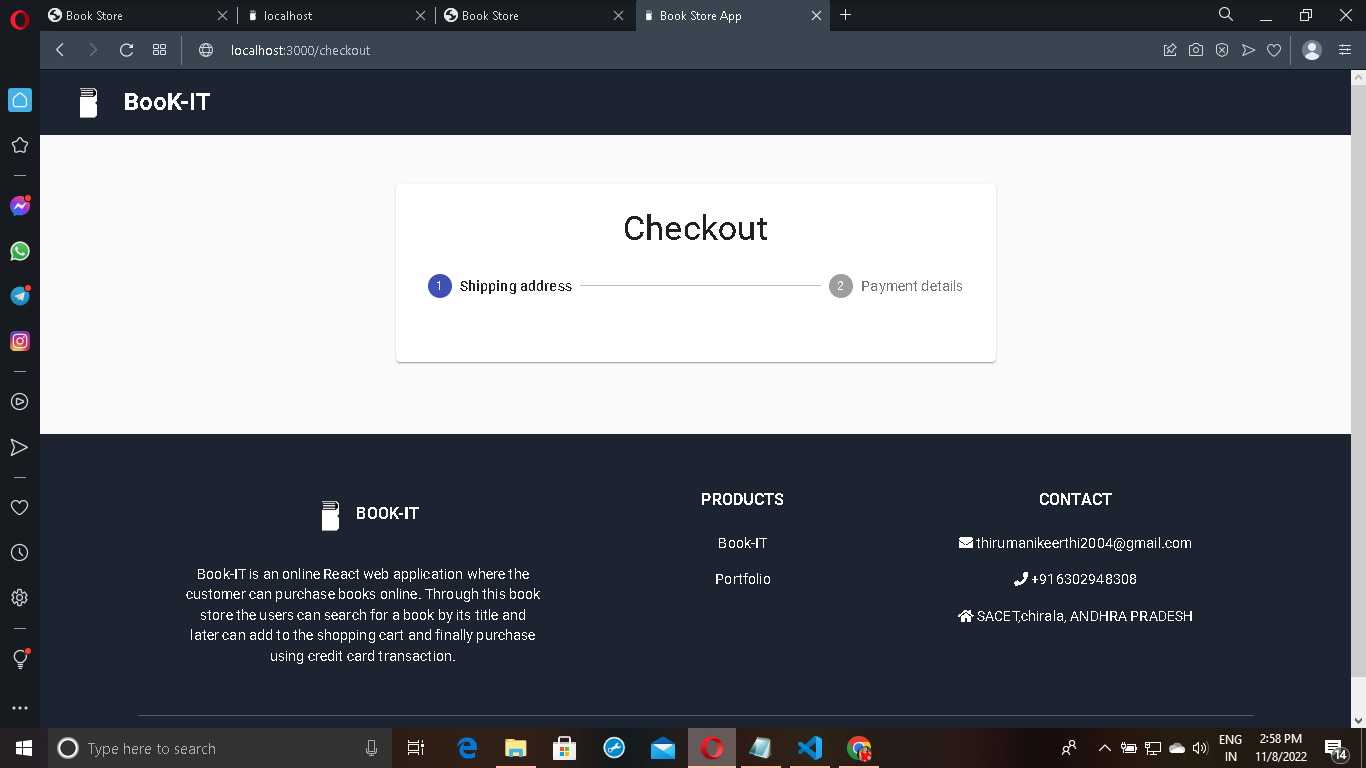 Book Store
localhost
Book Store
Book Store App
localhost:3000/checkout
BooK-IT
Checkout
1 Shipping address
2 Payment details
BOOK-IT
Book-IT is an online React web application where the
customer can purchase books online. Through this book
store the users can search for a book by its title and
later can add to the shopping cart and finally purchase
using credit card transaction.
PRODUCTS
Book-IT
Portfolio
CONTACT
thirumanikeerthi2004@gmail.com
+916302948308
SACET,chirala, ANDHRA PRADESH
Type here to search
ENG
IN
2:58 PM
11/8/2022
14